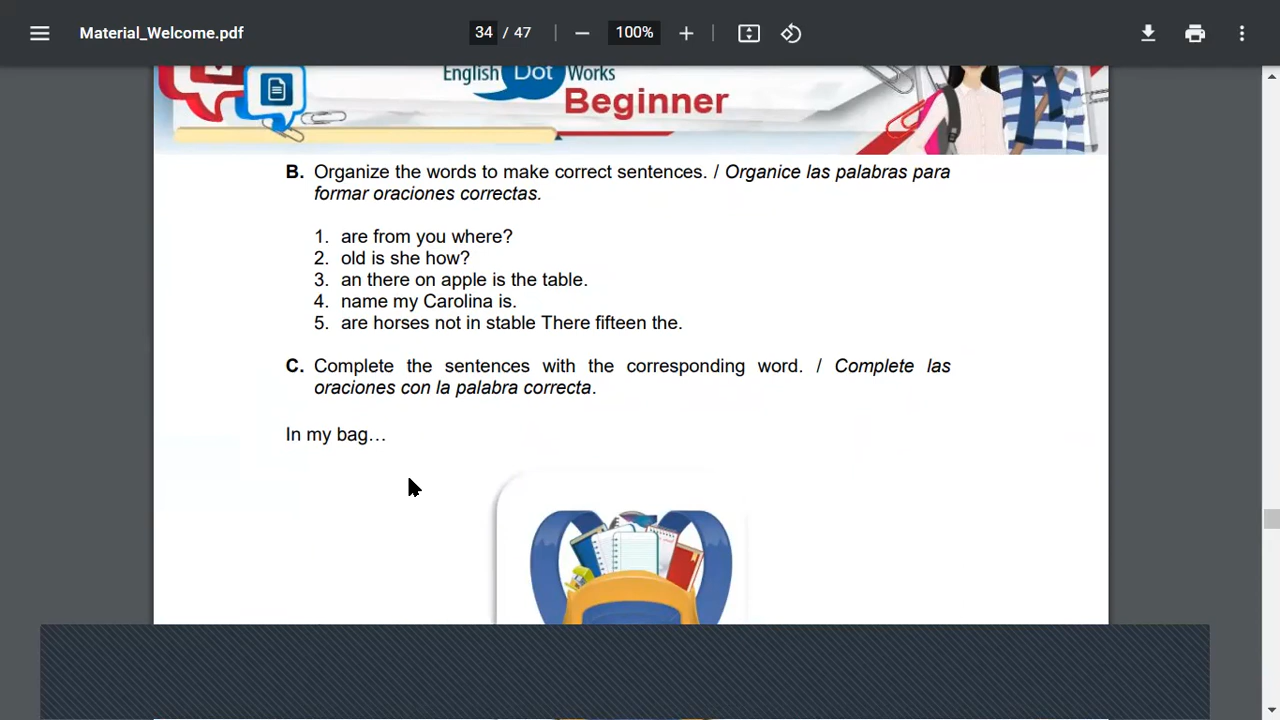 Material_Welcome.pdf
34 / 47
100%
English Dot Works
Beginner
B. Organize the words to make correct sentences. / Organice las palabras para
formar oraciones correctas.
1. are from you where?
2. old is she how?
3. an there on apple is the table.
4. name my Carolina is.
5. are horses not in stable There fifteen the.
C. Complete the sentences with the corresponding word. / Complete las
oraciones con la palabra correcta.
In my bag…